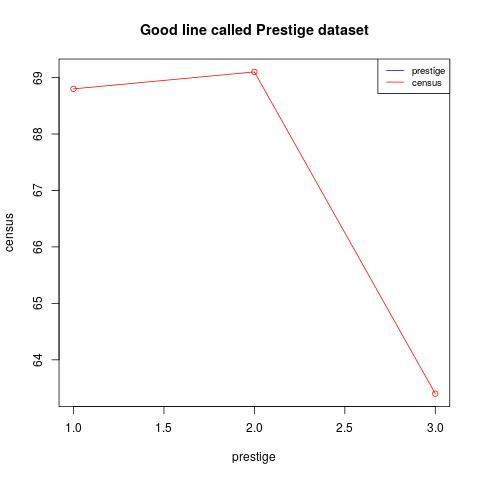 Good line called Prestige dataset
prestige
census
69
68
67
66
65
64
census
1.0 1.5 2.0 2.5 3.0
prestige